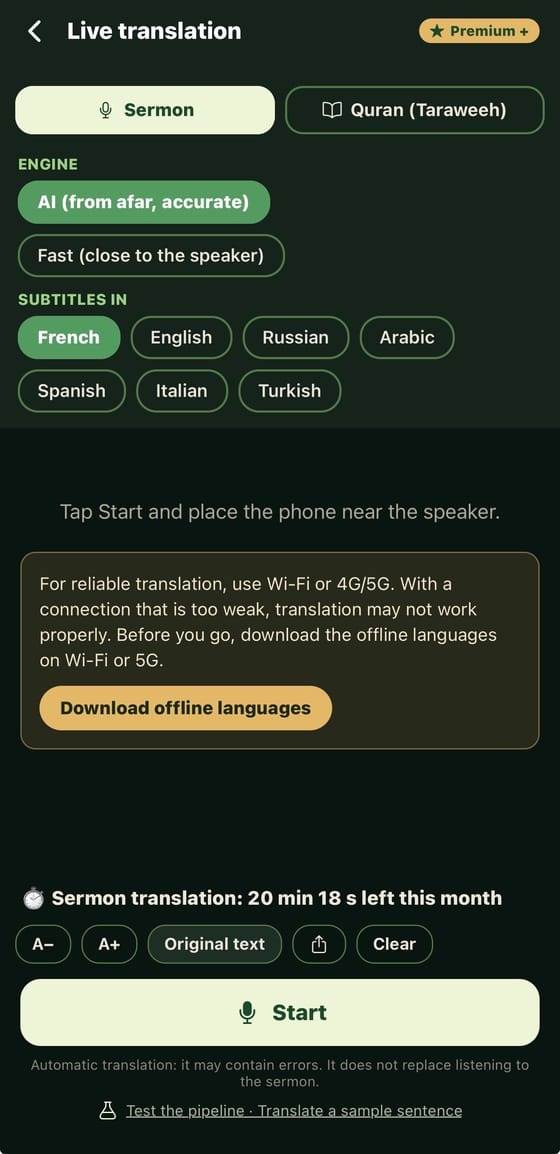 Live translation
Premium +
Sermon
Quran (Taraweeh)
ENGINE
AI (from afar, accurate)
Fast (close to the speaker)
SUBTITLES IN
French
English
Russian
Arabic
Spanish
Italian
Turkish
Tap Start and place the phone near the speaker.
For reliable translation, use Wi-Fi or 4G/5G. With a
connection that is too weak, translation may not work
properly. Before you go, download the offline languages
on Wi-Fi or 5G.
Download offline languages
Sermon translation: 20 min 18 s left this month
A−
A+
Original text
Clear
Start
Automatic translation: it may contain errors. It does not replace listening to
the sermon.
Test the pipeline · Translate a sample sentence